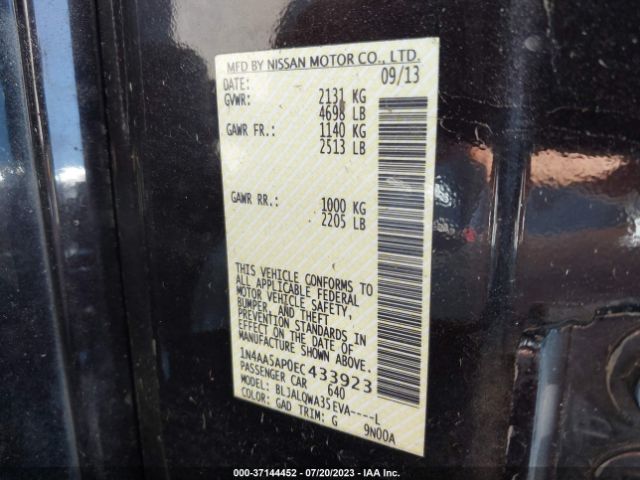 MFD BY NISSAN MOTOR CO., LTD.
DATE: 09/13
GVWR: 2131 KG
4698 LB
GAWR FR.: 1140 KG
2513 LB
GAWR RR.: 1000 KG
2205 LB
THIS VEHICLE CONFORMS TO
ALL APPLICABLE FEDERAL
MOTOR VEHICLE SAFETY,
BUMPER, AND THEFT
PREVENTION STANDARDS IN
EFFECT ON THE DATE OF
MANUFACTURE SHOWN ABOVE.
1N4AA5AP0EC433923
PASSENGER CAR 640
MODEL: BLJALQWA35EVA----L
COLOR: GAD TRIM: G 9N00A
000-37144452 - 07/20/2023 - IAA Inc.